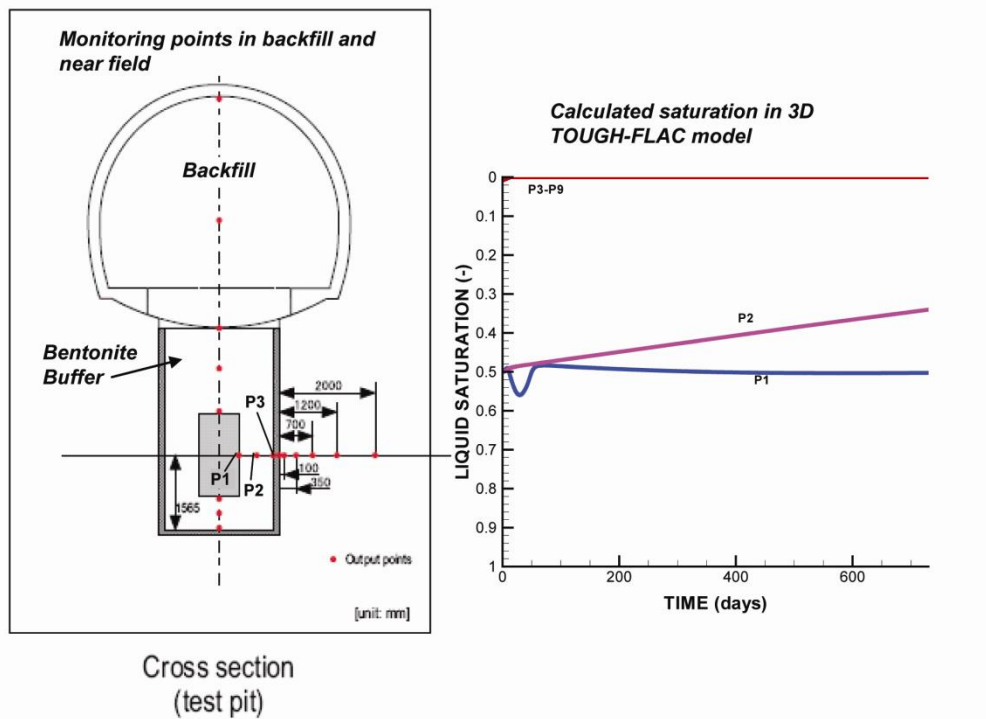 Monitoring points in backfill and
near field
Backfill
Bentonite
Buffer
P3
P1
P2
2000
1200
700
100
350
1565
Output points
[unit: mm]
Cross section
(test pit)
Calculated saturation in 3D
TOUGH-FLAC model
LIQUID SATURATION (-)
0
0.1
0.2
0.3
0.4
0.5
0.6
0.7
0.8
0.9
1
P3-P9
P2
P1
0 200 400 600
TIME (days)